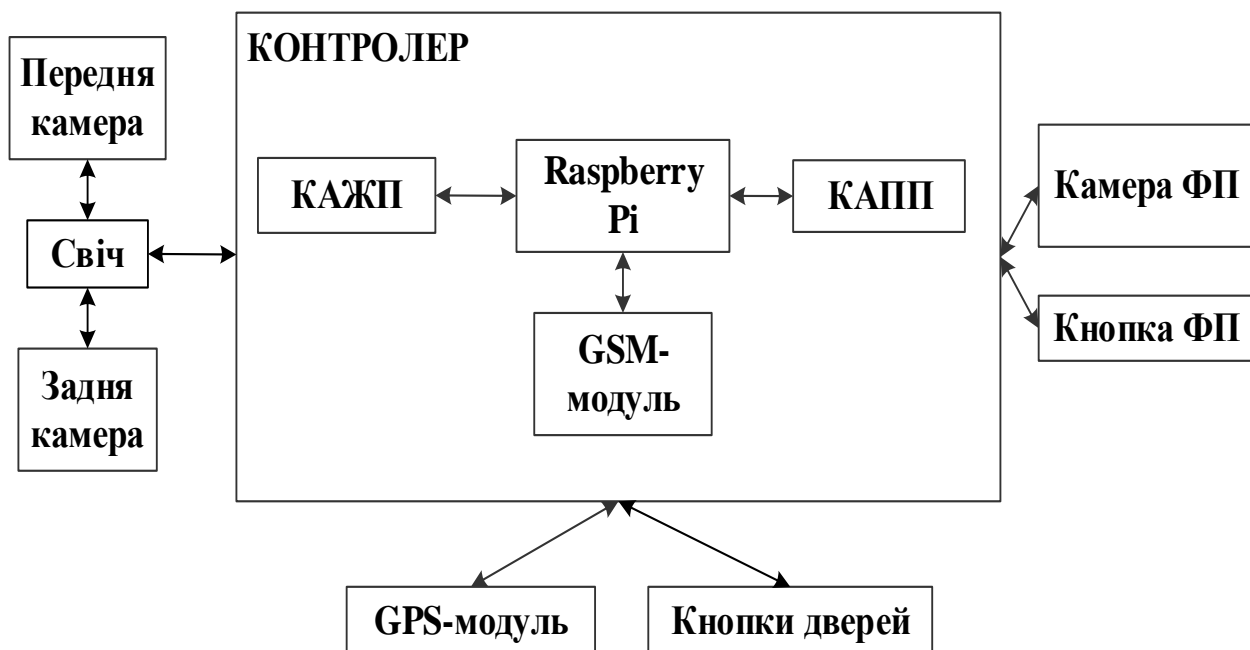 КОНТРОЛЕР
Передня
камера
Свіч
Задня
камера
КАЖП
Raspberry
Pi
КАПП
GSM-
модуль
Камера ФП
Кнопка ФП
GPS-модуль
Кнопки дверей